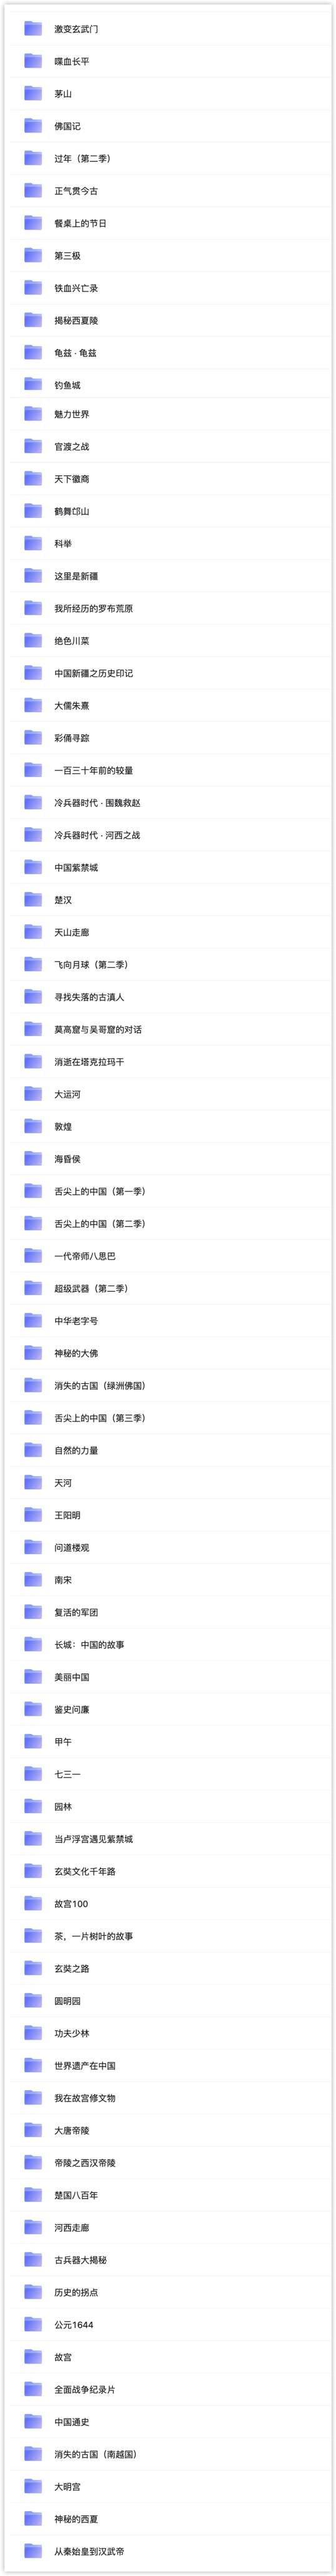 激变玄武门
喋血长平
茅山
佛国记
过年（第二季）
正气贯今古
餐桌上的节日
第三极
铁血兴亡录
揭秘西夏陵
龟兹 · 龟兹
钓鱼城
魅力世界
官渡之战
天下徽商
鹤舞邙山
科举
这里是新疆
我所经历的罗布荒原
绝色川菜
中国新疆之历史印记
大儒朱熹
彩俑寻踪
一百三十年前的较量
冷兵器时代 · 围魏救赵
冷兵器时代 · 河西之战
中国紫禁城
楚汉
天山走廊
飞向月球（第二季）
寻找失落的古滇人
莫高窟与吴哥窟的对话
消逝在塔克拉玛干
大运河
敦煌
海昏侯
舌尖上的中国（第一季）
舌尖上的中国（第二季）
一代帝师八思巴
超级武器（第二季）
中华老字号
神秘的大佛
消失的古国（绿洲佛国）
舌尖上的中国（第三季）
自然的力量
天河
王阳明
问道楼观
南宋
复活的军团
长城：中国的故事
美丽中国
鉴史问廉
甲午
七三一
园林
当卢浮宫遇见紫禁城
玄奘文化千年路
故宫100
茶，一片树叶的故事
玄奘之路
圆明园
功夫少林
世界遗产在中国
我在故宫修文物
大唐帝陵
帝陵之西汉帝陵
楚国八百年
河西走廊
古兵器大揭秘
历史的拐点
公元1644
故宫
全面战争纪录片
中国通史
消失的古国（南越国）
大明宫
神秘的西夏
从秦始皇到汉武帝